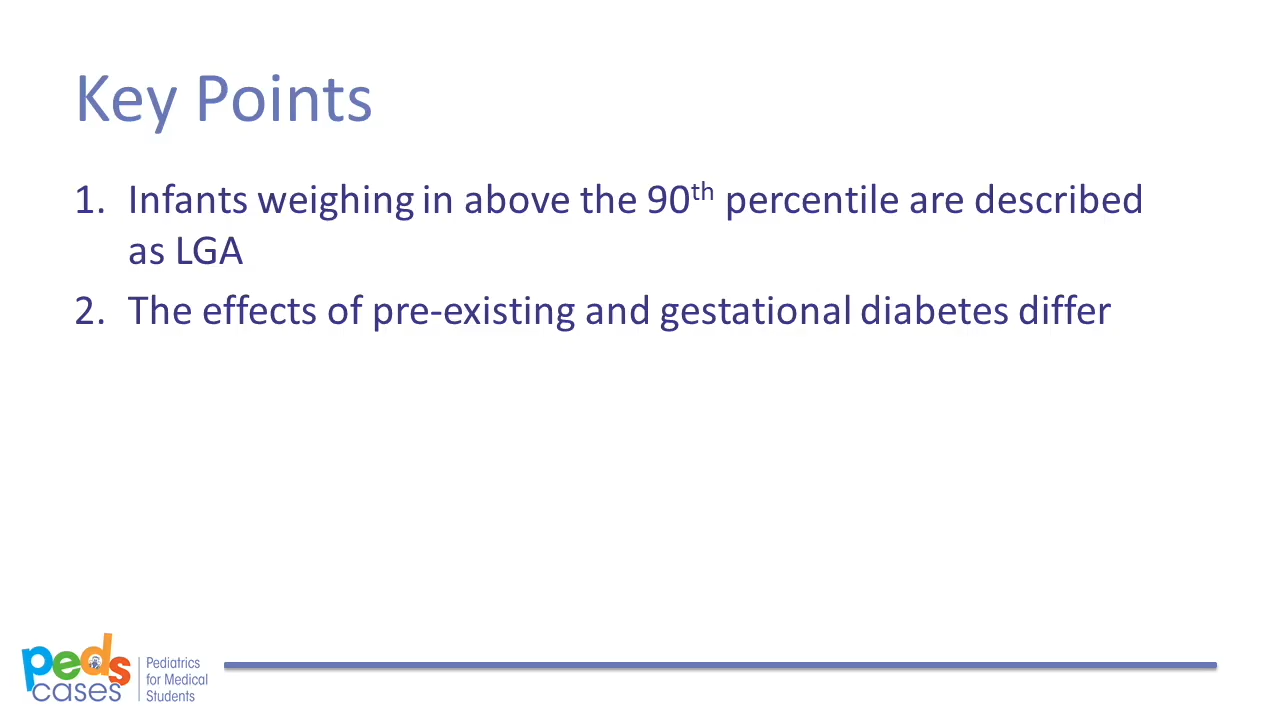 Key Points
1. Infants weighing in above the 90th percentile are described
as LGA
2. The effects of pre-existing and gestational diabetes differ
peds
cases
Pediatrics
for Medical
Students